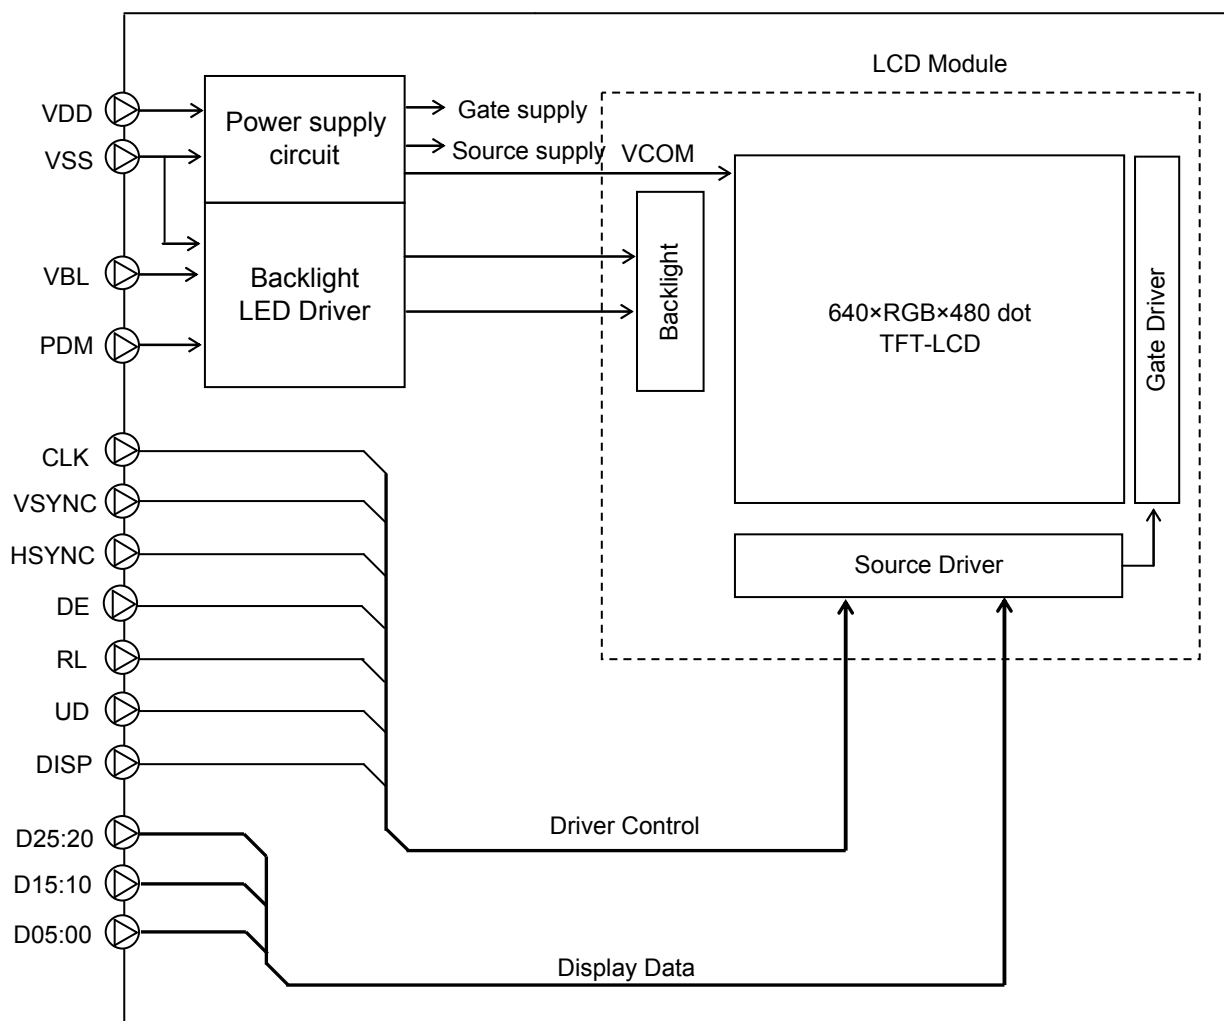 LCD Module
VDD
VSS
VBL
PDM
CLK
VSYNC
HSYNC
DE
RL
UD
DISP
D25:20
D15:10
D05:00
Power supply
circuit
Gate supply
Source supply
VCOM
Backlight
LED Driver
Backlight
640×RGB×480 dot
TFT-LCD
Gate Driver
Source Driver
Driver Control
Display Data